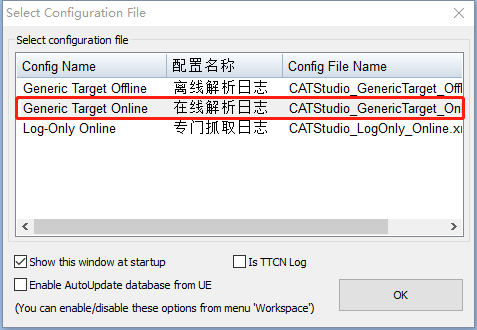 Select Configuration File
Select configuration file
Config Name 配置名称 Config File Name
Generic Target Offline 离线解析日志 CATStudio_GenericTarget_Offl
Generic Target Online 在线解析日志 CATStudio_GenericTarget_Onl
Log-Only Online 专门抓取日志 CATStudio_LogOnly_Online.xm
Show this window at startup Is TTCN Log
Enable AutoUpdate database from UE
(You can enable/disable these options from menu 'Workspace') OK